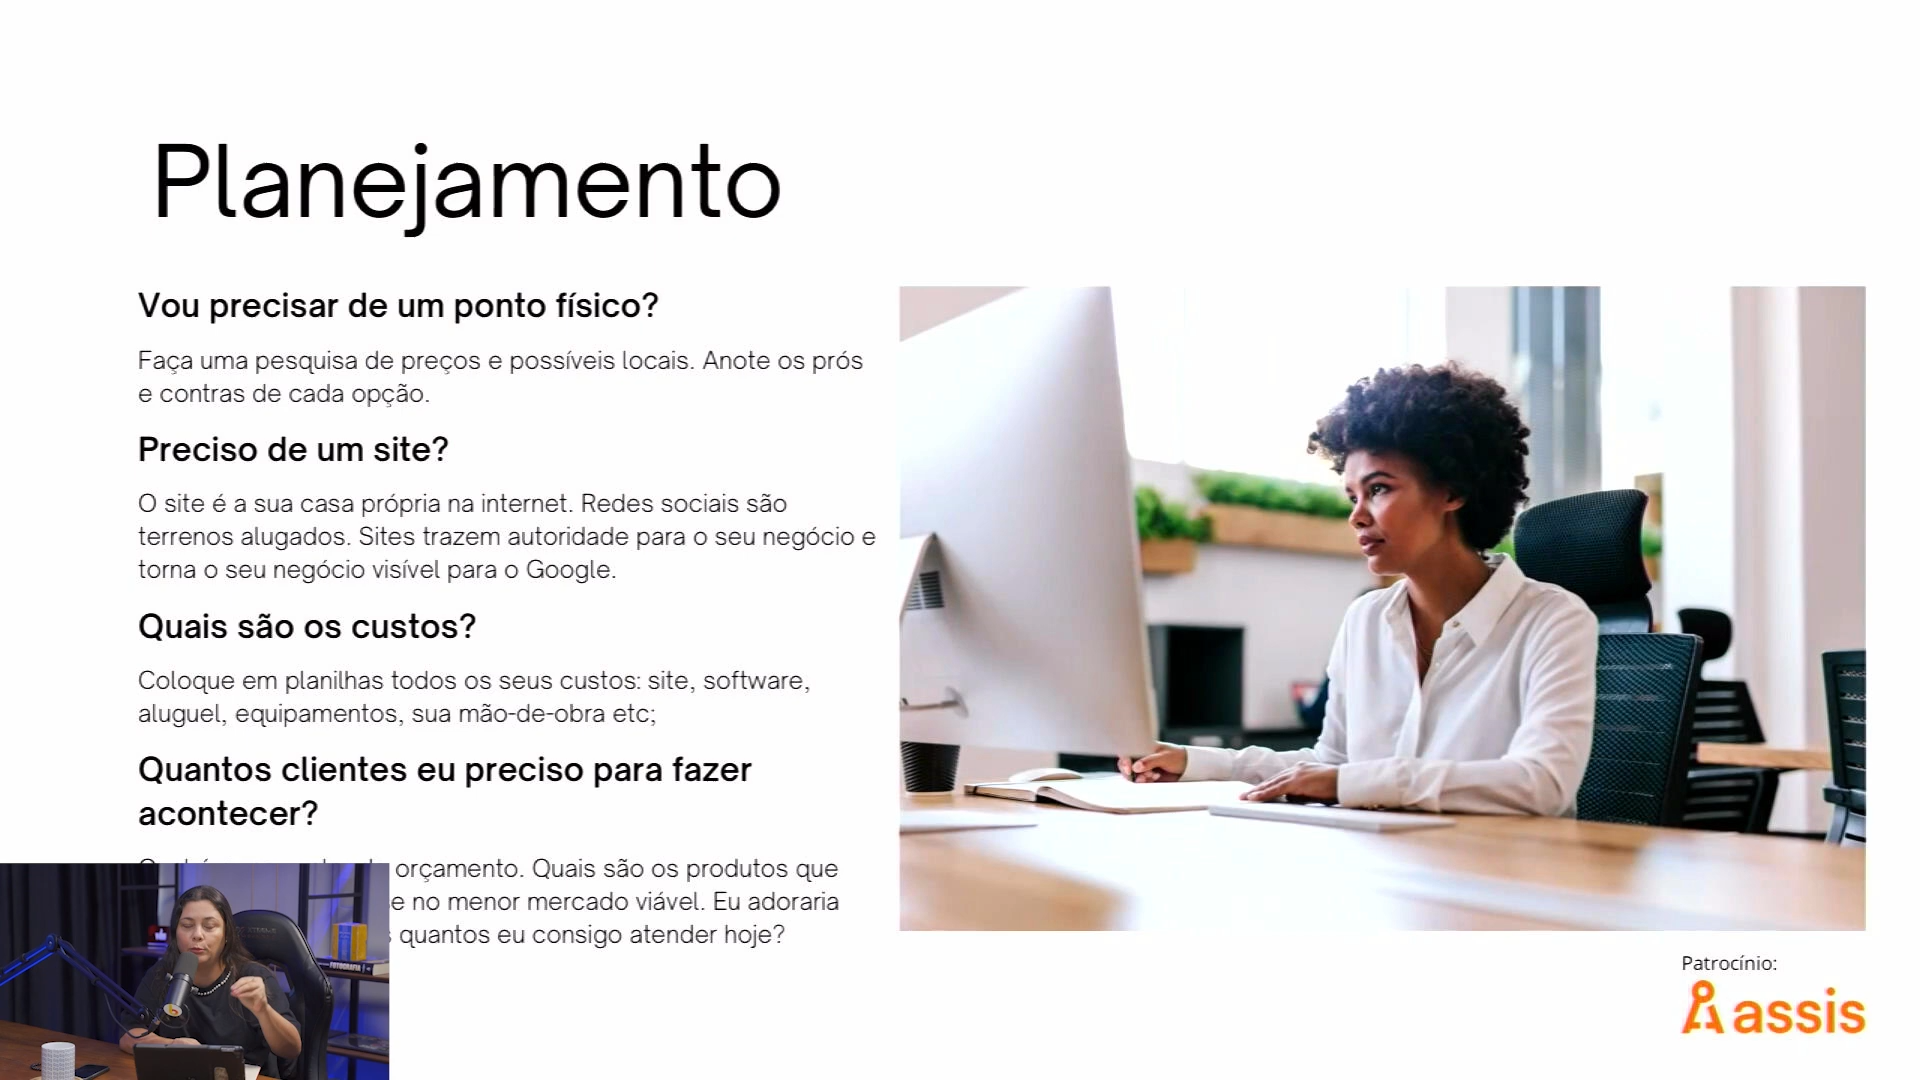 Planejamento
Vou precisar de um ponto físico?
Faça uma pesquisa de preços e possíveis locais. Anote os prós
e contras de cada opção.
Preciso de um site?
O site é a sua casa própria na internet. Redes sociais são
terrenos alugados. Sites trazem autoridade para o seu negócio e
torna o seu negócio visível para o Google.
Quais são os custos?
Coloque em planilhas todos os seus custos: site, software,
aluguel, equipamentos, sua mão-de-obra etc;
Quantos clientes eu preciso para fazer
acontecer?
orçamento. Quais são os produtos que
no menor mercado viável. Eu adoraria
quantos eu consigo atender hoje?
FOTOGRAFIA
Patrocínio:
assis